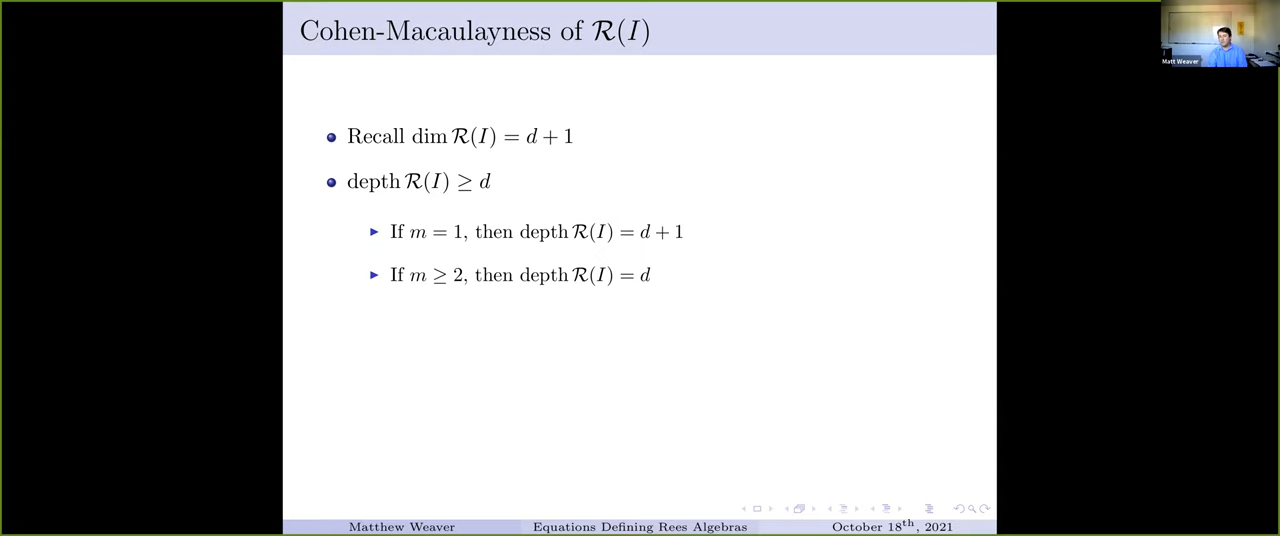 Cohen-Macaulayness of ℛ(I)
Matt Weaver
Recall dim ℛ(I) = d + 1
depth ℛ(I) ≥ d
If m = 1, then depth ℛ(I) = d + 1
If m ≥ 2, then depth ℛ(I) = d
Matthew Weaver Equations Defining Rees Algebras October 18th, 2021